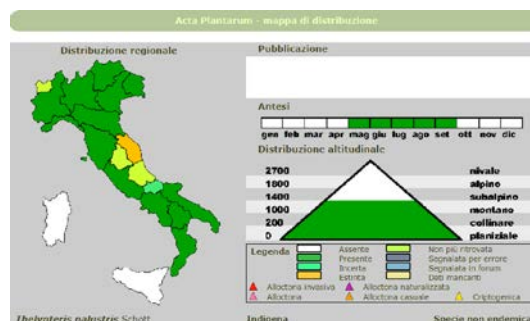 Acta Plantarum - mappa di distribuzione
Distribuzione regionale
Pubblicazione
Antesi
gen feb mar apr mag giu lug ago set ott nov dic
Distribuzione altitudinale
2700 nivale
1800 alpino
1400 subalpino
1000 montano
200 collinare
0 planiziale
Legenda
Assente Non più ritrovata
Presente Segnalata per errore
Incerta Segnalata in forum
Estinta Dati mancanti
Alloctona invasiva Alloctona naturalizzata
Alloctona Alloctona casuale Criptogenica
Thelypteris palustris Schott Indigena Specie non endemica